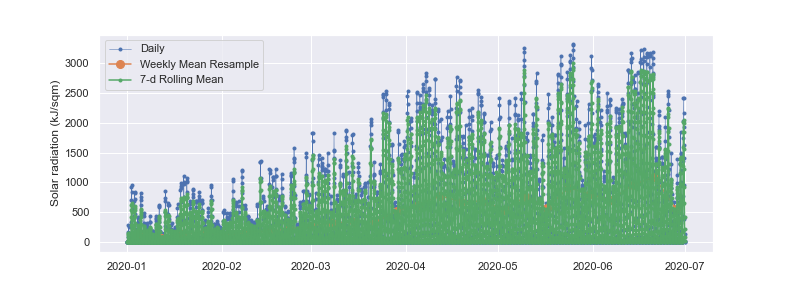 Daily
Weekly Mean Resample
7-d Rolling Mean
Solar radiation (kJ/sqm)
3000
2500
2000
1500
1000
500
0
2020-01 2020-02 2020-03 2020-04 2020-05 2020-06 2020-07